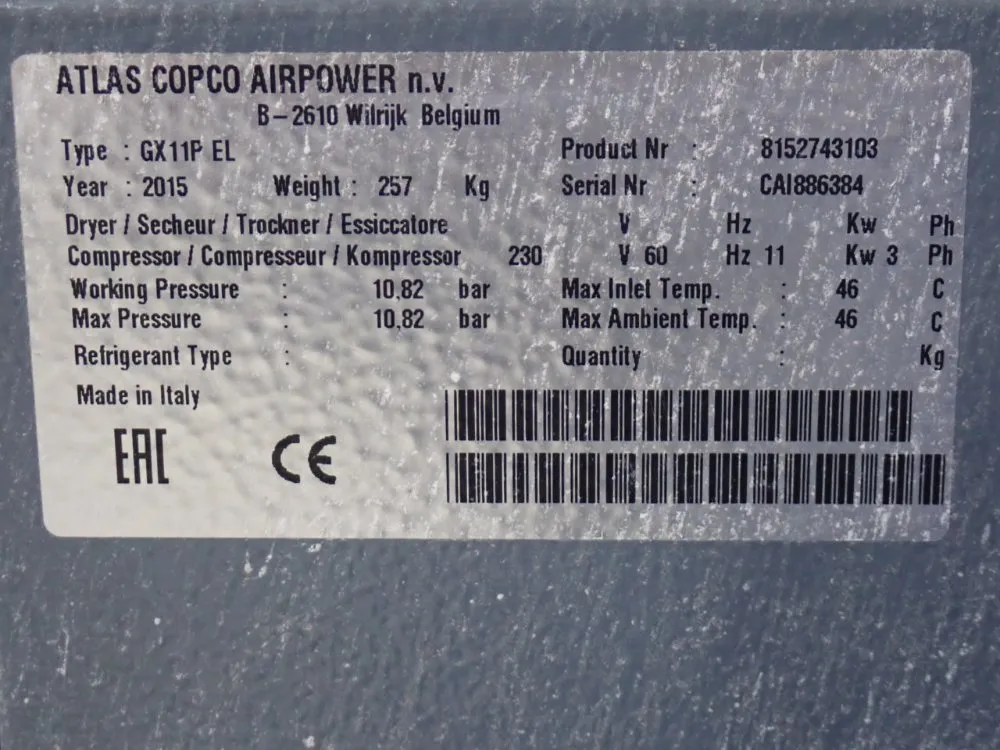 ATLAS COPCO AIRPOWER n.v.
B-2610 Wilrijk Belgium
Type : GX11P EL Product Nr : 8152743103
Year : 2015 Weight : 257 Kg Serial Nr : CAI886384
Dryer / Secheur / Trockner / Essiccatore V Hz Kw Ph
Compressor / Compresseur / Kompressor 230 V 60 Hz 11 Kw 3 Ph
Working Pressure : 10.82 bar Max Inlet Temp. : 46 C
Max Pressure : 10.82 bar Max Ambient Temp. : 46 C
Refrigerant Type : Quantity : Kg
Made in Italy
EAC CE